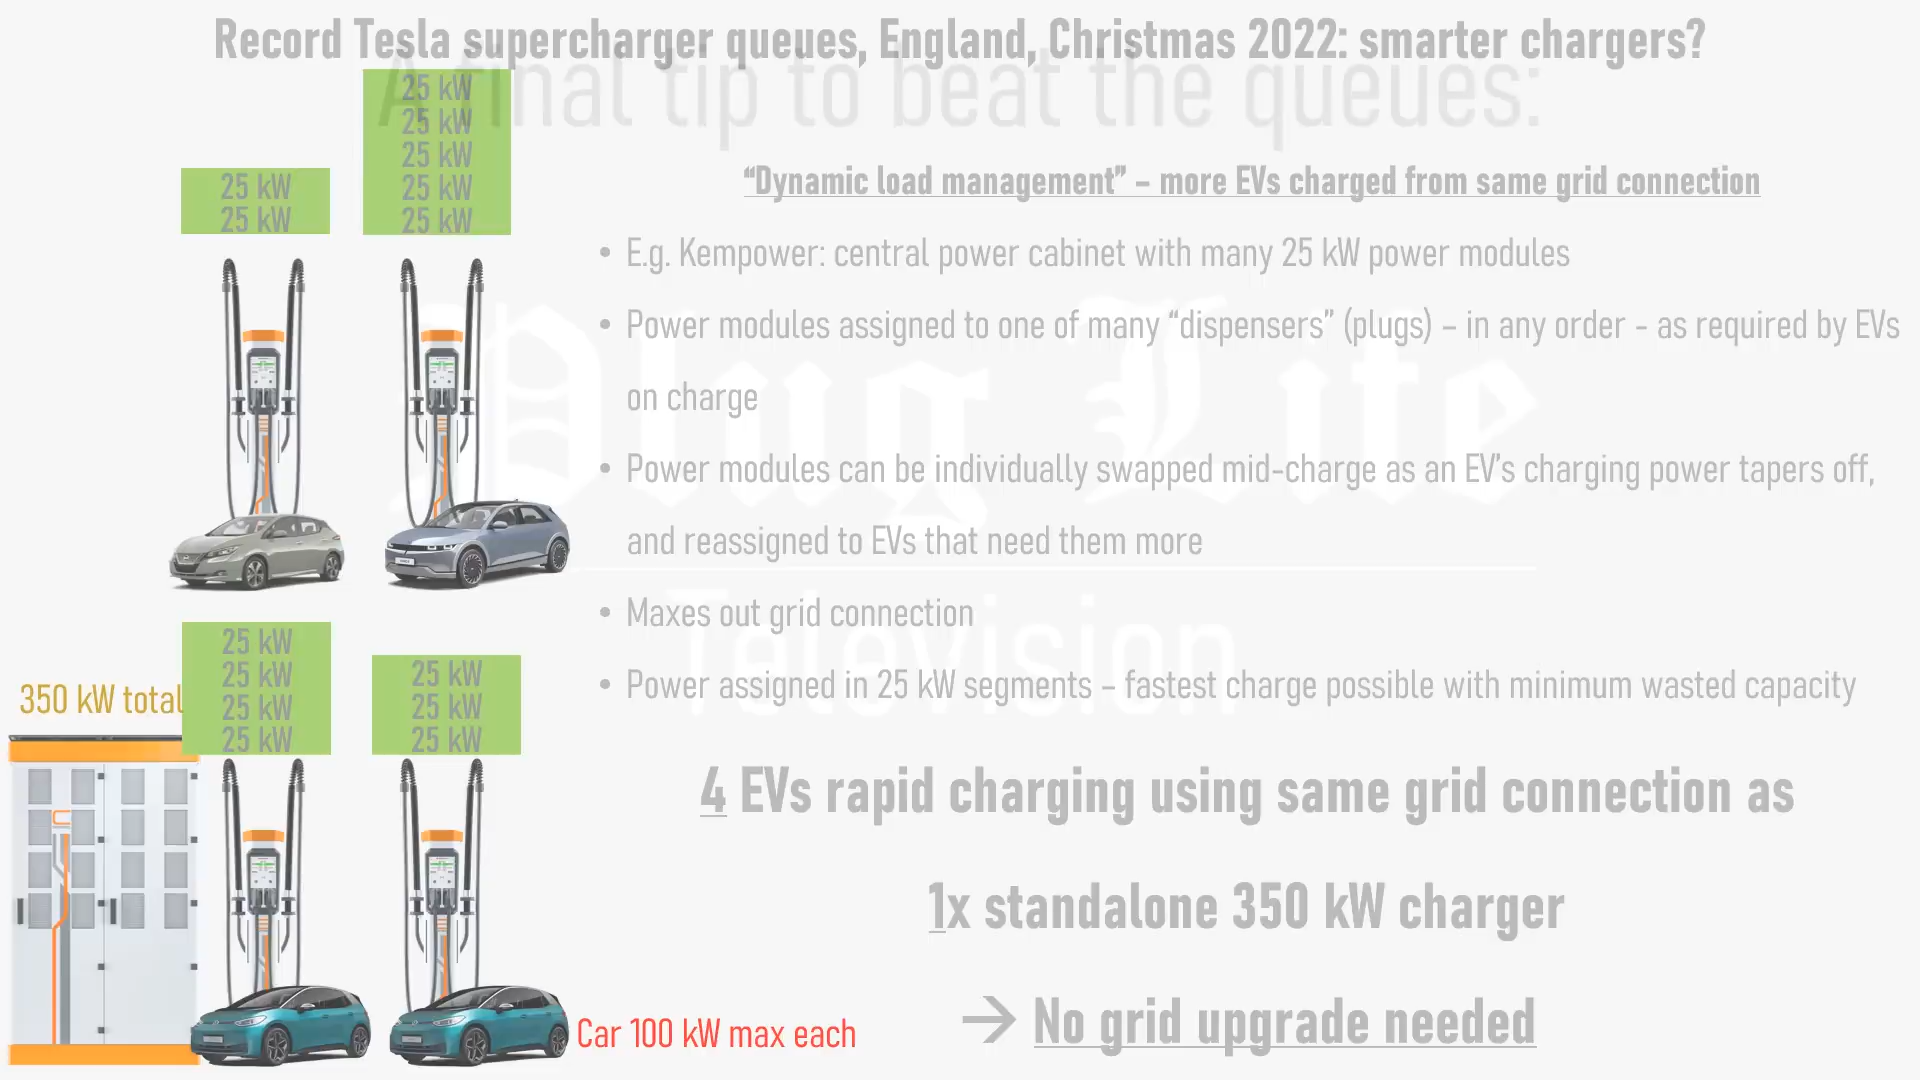 Record Tesla supercharger queues, England, Christmas 2022: smarter chargers?
A final tip to beat the queues:
25 kW
25 kW
25 kW
25 kW
25 kW
25 kW
25 kW
“Dynamic load management” – more EVs charged from same grid connection
• E.g. Kempower: central power cabinet with many 25 kW power modules
• Power modules assigned to one of many “dispensers” (plugs) – in any order - as required by EVs
on charge
• Power modules can be individually swapped mid-charge as an EV’s charging power tapers off,
and reassigned to EVs that need them more
• Maxes out grid connection
• Power assigned in 25 kW segments – fastest charge possible with minimum wasted capacity
Plug Life
Television
350 kW total
25 kW
25 kW
25 kW
25 kW
25 kW
25 kW
25 kW
4 EVs rapid charging using same grid connection as
1x standalone 350 kW charger
→ No grid upgrade needed
Car 100 kW max each